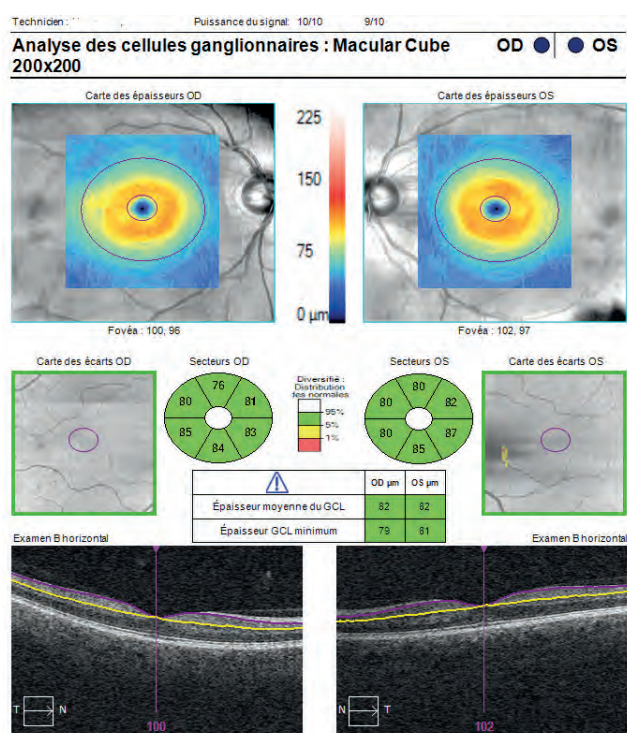 Technicien : Puissance du signal: 10/10 9/10
Analyse des cellules ganglionnaires : Macular Cube 200x200
OD OS
Carte des épaisseurs OD
Carte des épaisseurs OS
225
150
75
0 µm
Fovéa : 100, 96
Fovéa : 102, 97
Carte des écarts OD
Secteurs OD
Secteurs OS
Carte des écarts OS
76
80 81
85 83
84
Diversifié :
Distribution
des normales
95%
5%
1%
80
80 82
80 87
85
OD µm OS µm
Épaisseur moyenne du GCL 82 82
Épaisseur GCL minimum 79 81
Examen B horizontal
Examen B horizontal
T N
100
N T
102